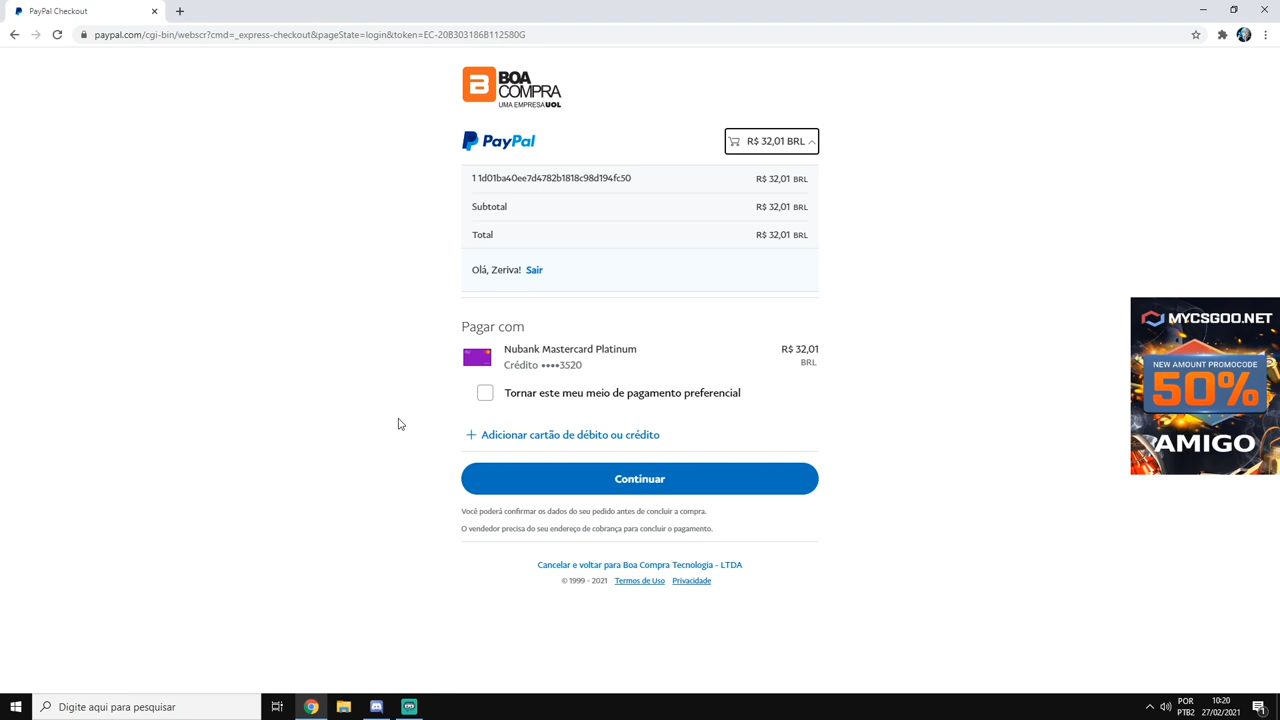 PayPal Checkout
paypal.com/cgi-bin/webscr?cmd=_express-checkout&pageState=login&token=EC-20B303186B112580G
BOA
COMPRA
UMA EMPRESA UOL
PayPal
R$ 32,01 BRL
1 1d01ba40ee7d4782b1818c98d194fc50 R$ 32,01 BRL
Subtotal R$ 32,01 BRL
Total R$ 32,01 BRL
Olá, Zeriva! Sair
Pagar com
Nubank Mastercard Platinum R$ 32,01
Crédito ••••3520 BRL
Tornar este meu meio de pagamento preferencial
+ Adicionar cartão de débito ou crédito
Continuar
Você poderá confirmar os dados do seu pedido antes de concluir a compra.
O vendedor precisa do seu endereço de cobrança para concluir o pagamento.
Cancelar e voltar para Boa Compra Tecnologia - LTDA
© 1999 - 2021 Termos de Uso Privacidade
MYCSGOO.NET
NEW AMOUNT PROMOCODE
50%
AMIGO
Digite aqui para pesquisar
POR
PTB2
10:20
27/02/2021
1